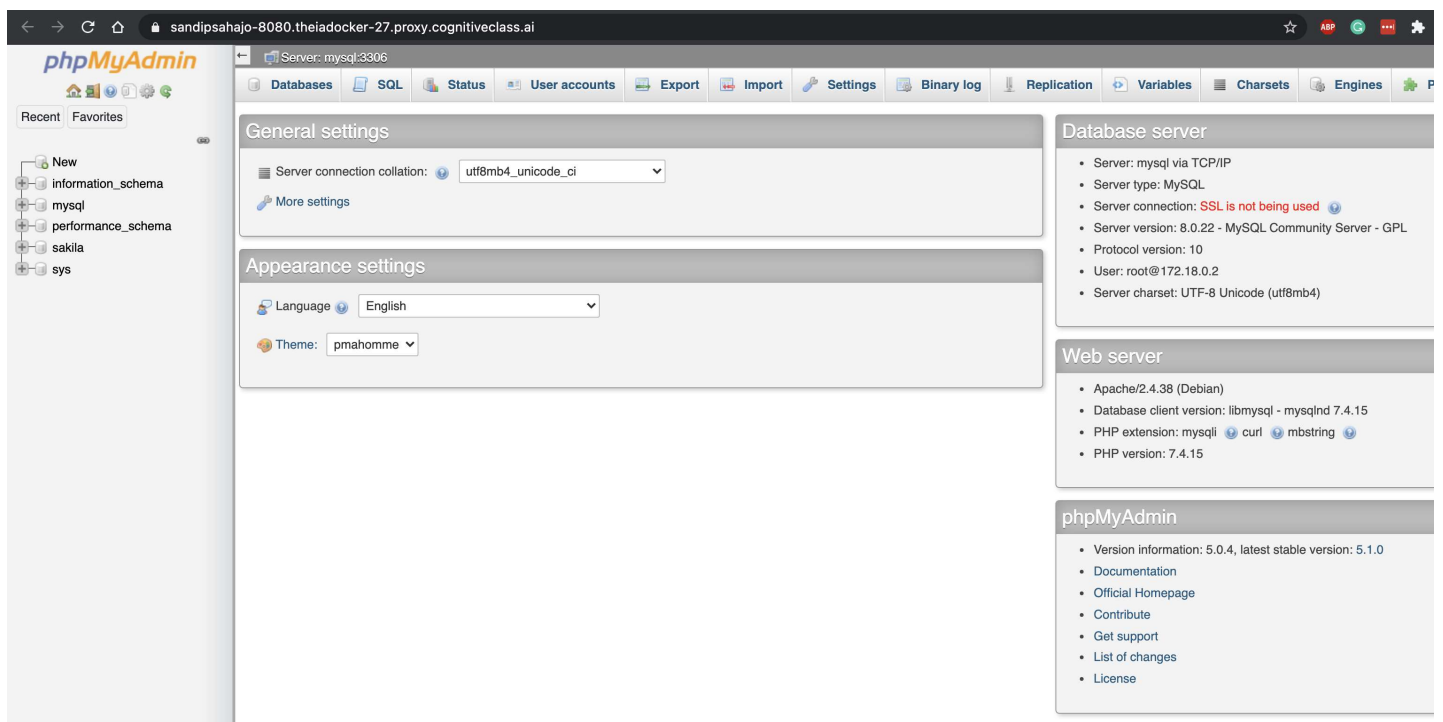 sandipsahajo-8080.theiadocker-27.proxy.cognitiveclass.ai
ABP
phpMyAdmin
Recent Favorites
New
information_schema
mysql
performance_schema
sakila
sys
Server: mysql:3306
Databases SQL Status User accounts Export Import Settings Binary log Replication Variables Charsets Engines P
General settings
Server connection collation: utf8mb4_unicode_ci
More settings
Appearance settings
Language English
Theme: pmahomme
Database server
Server: mysql via TCP/IP
Server type: MySQL
Server connection: SSL is not being used
Server version: 8.0.22 - MySQL Community Server - GPL
Protocol version: 10
User: root@172.18.0.2
Server charset: UTF-8 Unicode (utf8mb4)
Web server
Apache/2.4.38 (Debian)
Database client version: libmysql - mysqlnd 7.4.15
PHP extension: mysqli curl mbstring
PHP version: 7.4.15
phpMyAdmin
Version information: 5.0.4, latest stable version: 5.1.0
Documentation
Official Homepage
Contribute
Get support
List of changes
License